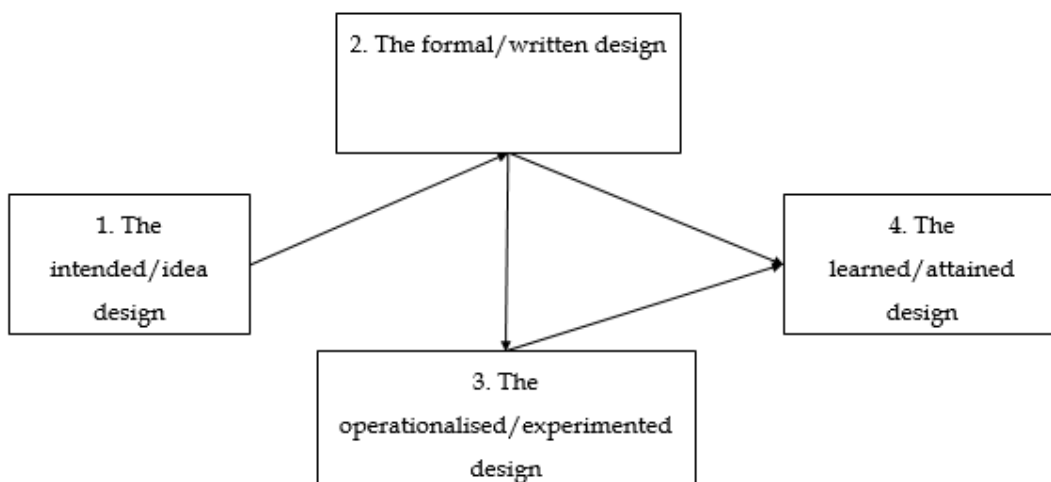 2. The formal/written design
1. The
intended/idea
design
4. The
learned/attained
design
3. The
operationalised/experimented
design